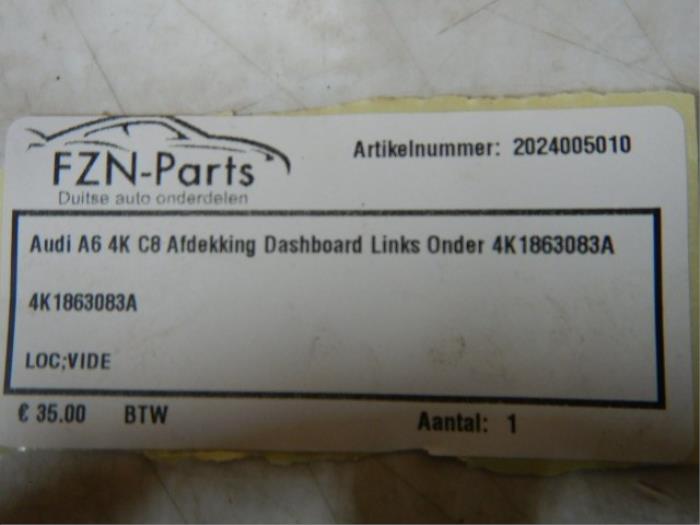 FZN-Parts
Duitse auto onderdelen
Artikelnummer: 2024005010
Audi A6 4K C8 Afdekking Dashboard Links Onder 4K1863083A
4K1863083A
LOC;VIDE
€ 35.00 BTW Aantal: 1